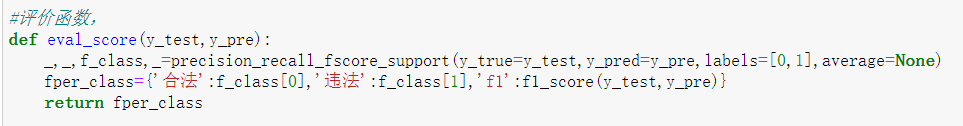 #评价函数，
def eval_score(y_test,y_pre):
    _,_,f_class,_=precision_recall_fscore_support(y_true=y_test,y_pred=y_pre,labels=[0,1],average=None)
    fper_class={'合法':f_class[0],'违法':f_class[1],'f1':f1_score(y_test,y_pre)}
    return fper_class